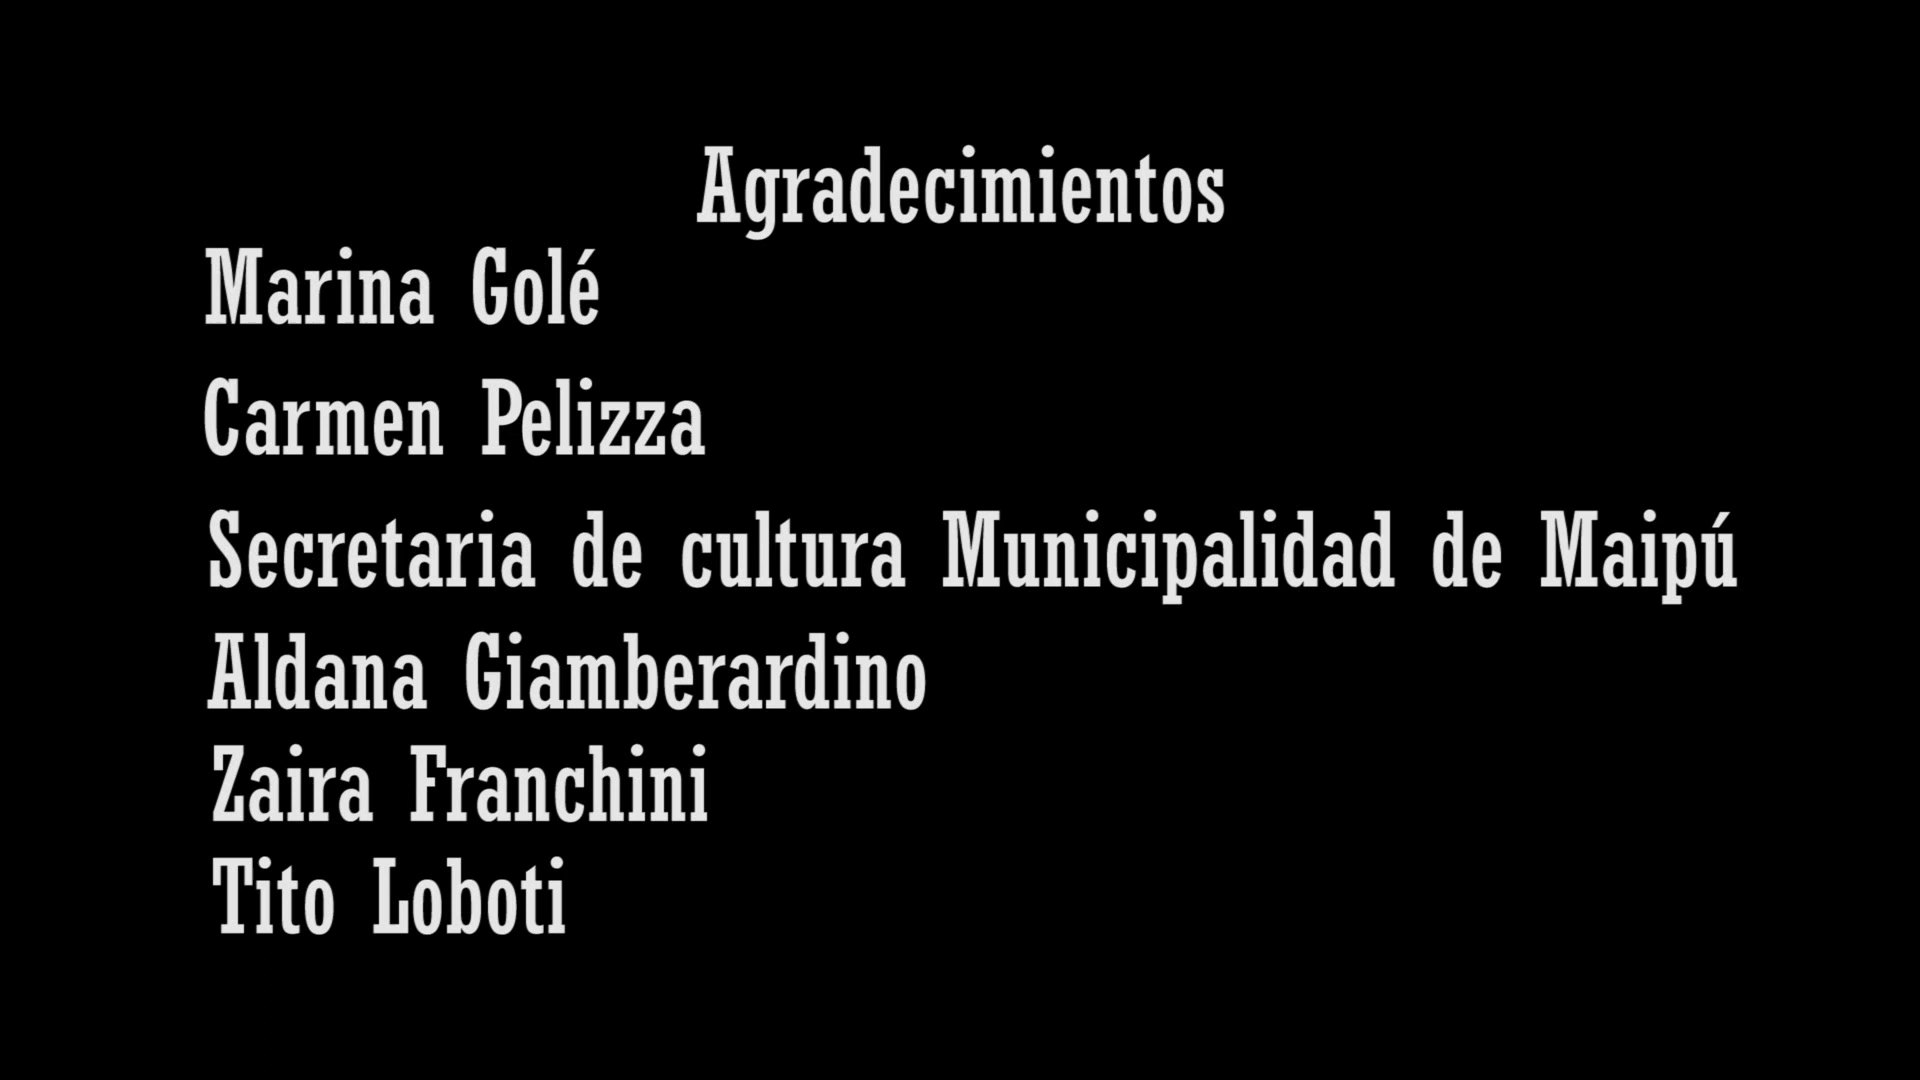 Agradecimientos
Marina Golé
Carmen Pelizza
Secretaria de cultura Municipalidad de Maipú
Aldana Giamberardino
Zaira Franchini
Tito Loboti